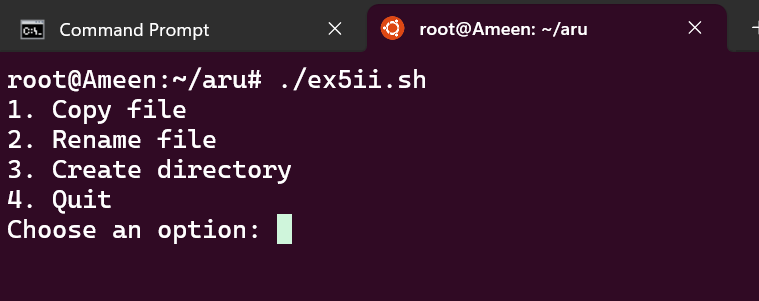 Command Prompt
root@Ameen: ~/aru
root@Ameen:~/aru# ./ex5ii.sh
1. Copy file
2. Rename file
3. Create directory
4. Quit
Choose an option: